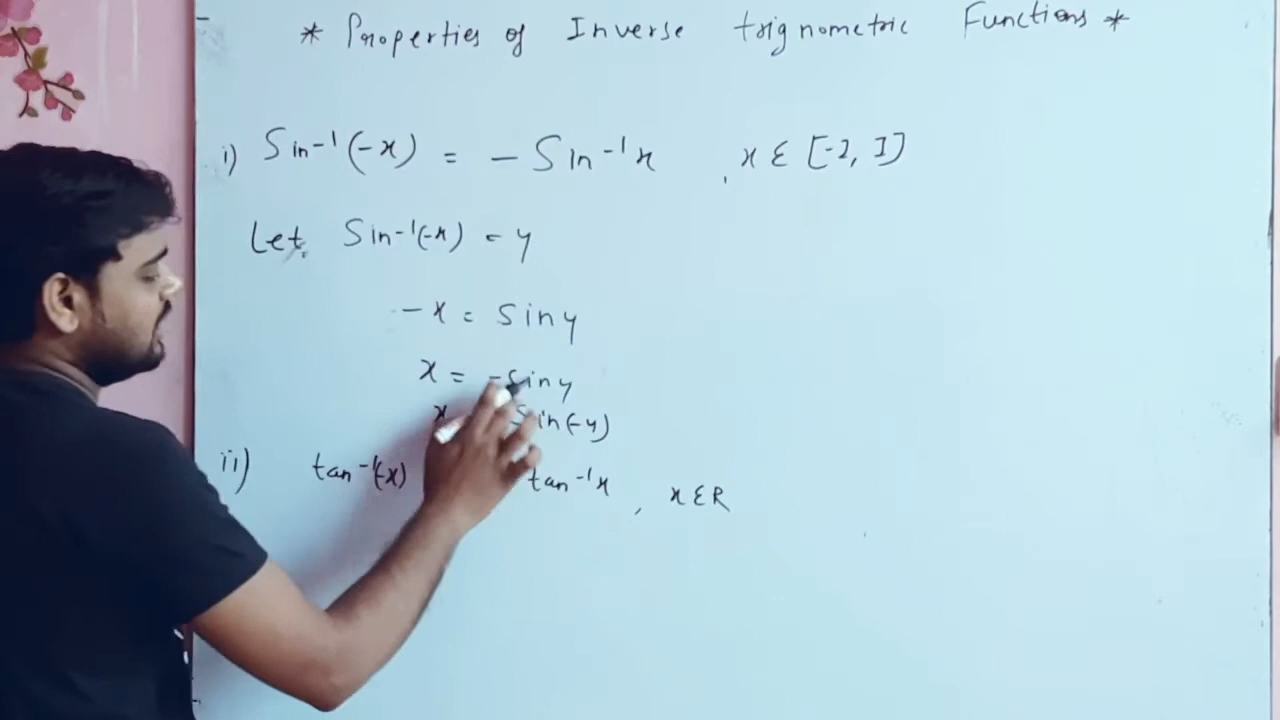 * Properties of Inverse trignometric Functions *
i) Sin⁻¹(-x) = - Sin⁻¹x , x ε [-1, 1]
Let, Sin⁻¹(-x) = y
-x = Sin y
x = -Sin y
x Sin(-y)
ii) tan⁻¹(-x) tan⁻¹x , x ε R